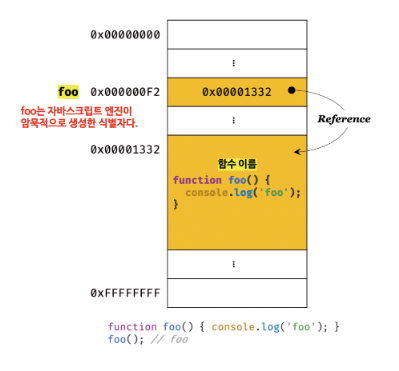 0x00000000
⋮
foo 0x000000F2 0x00001332
foo는 자바스크립트 엔진이
암묵적으로 생성한 식별자다.
⋮
Reference
0x00001332
함수 이름
function foo() {
console.log('foo');
}
⋮
0xFFFFFFFF
function foo() { console.log('foo'); }
foo(); // foo